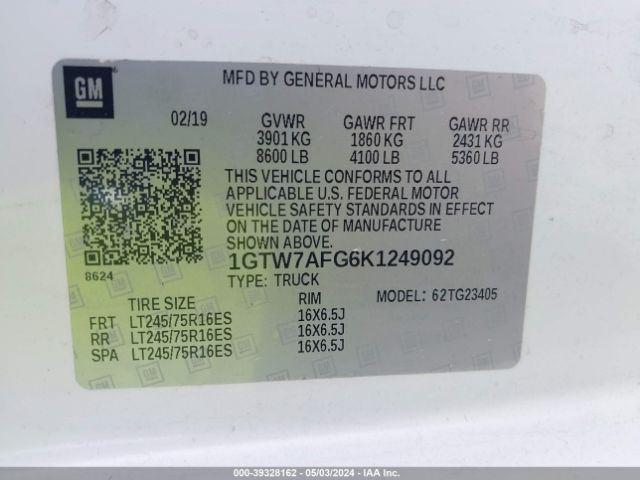 GM
MFD BY GENERAL MOTORS LLC
02/19 GVWR GAWR FRT GAWR RR
3901 KG 1860 KG 2431 KG
8600 LB 4100 LB 5360 LB
THIS VEHICLE CONFORMS TO ALL
APPLICABLE U.S. FEDERAL MOTOR
VEHICLE SAFETY STANDARDS IN EFFECT
ON THE DATE OF MANUFACTURE
SHOWN ABOVE.
8624
1GTW7AFG6K1249092
TYPE: TRUCK
MODEL: 62TG23405
TIRE SIZE RIM
FRT LT245/75R16ES 16X6.5J
RR LT245/75R16ES 16X6.5J
SPA LT245/75R16ES 16X6.5J
000-39328162 - 05/03/2024 - IAA Inc.